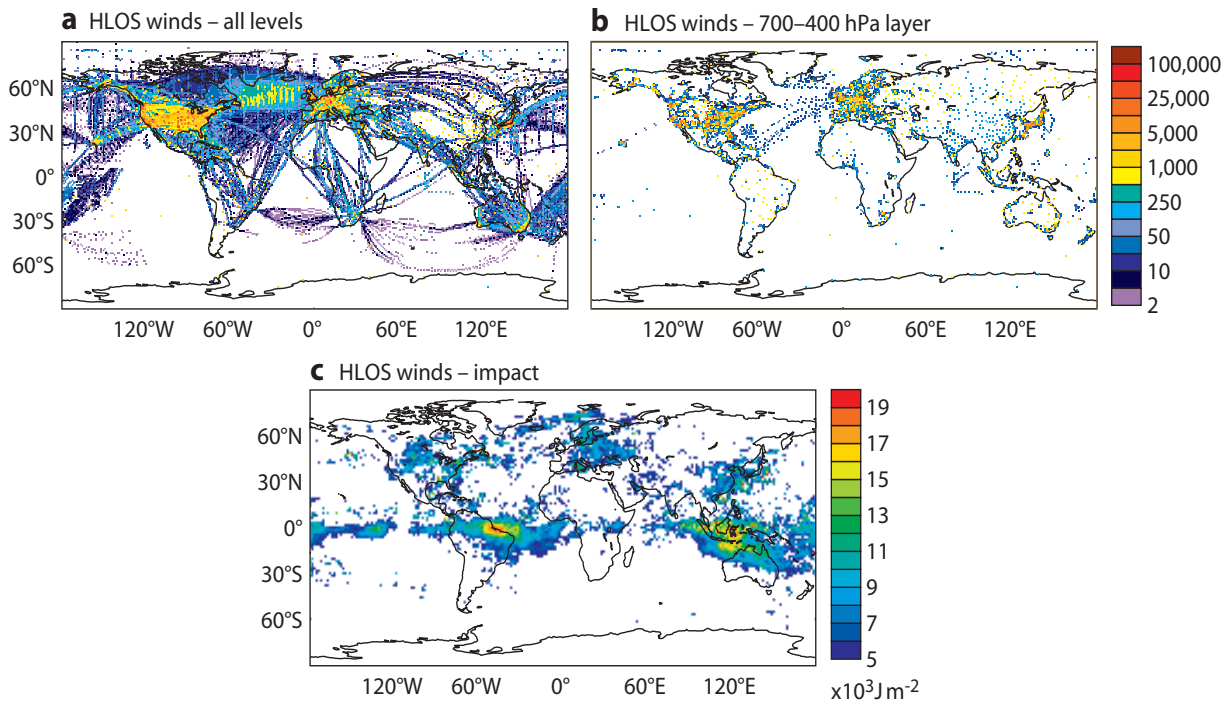 a HLOS winds – all levels
60°N
30°N
0°
30°S
60°S
120°W 60°W 0° 60°E 120°E
b HLOS winds – 700–400 hPa layer
120°W 60°W 0° 60°E 120°E
100,000
25,000
5,000
1,000
250
50
10
2
c HLOS winds – impact
60°N
30°N
0°
30°S
60°S
120°W 60°W 0° 60°E 120°E
19
17
15
13
11
9
7
5
x10³J m⁻²